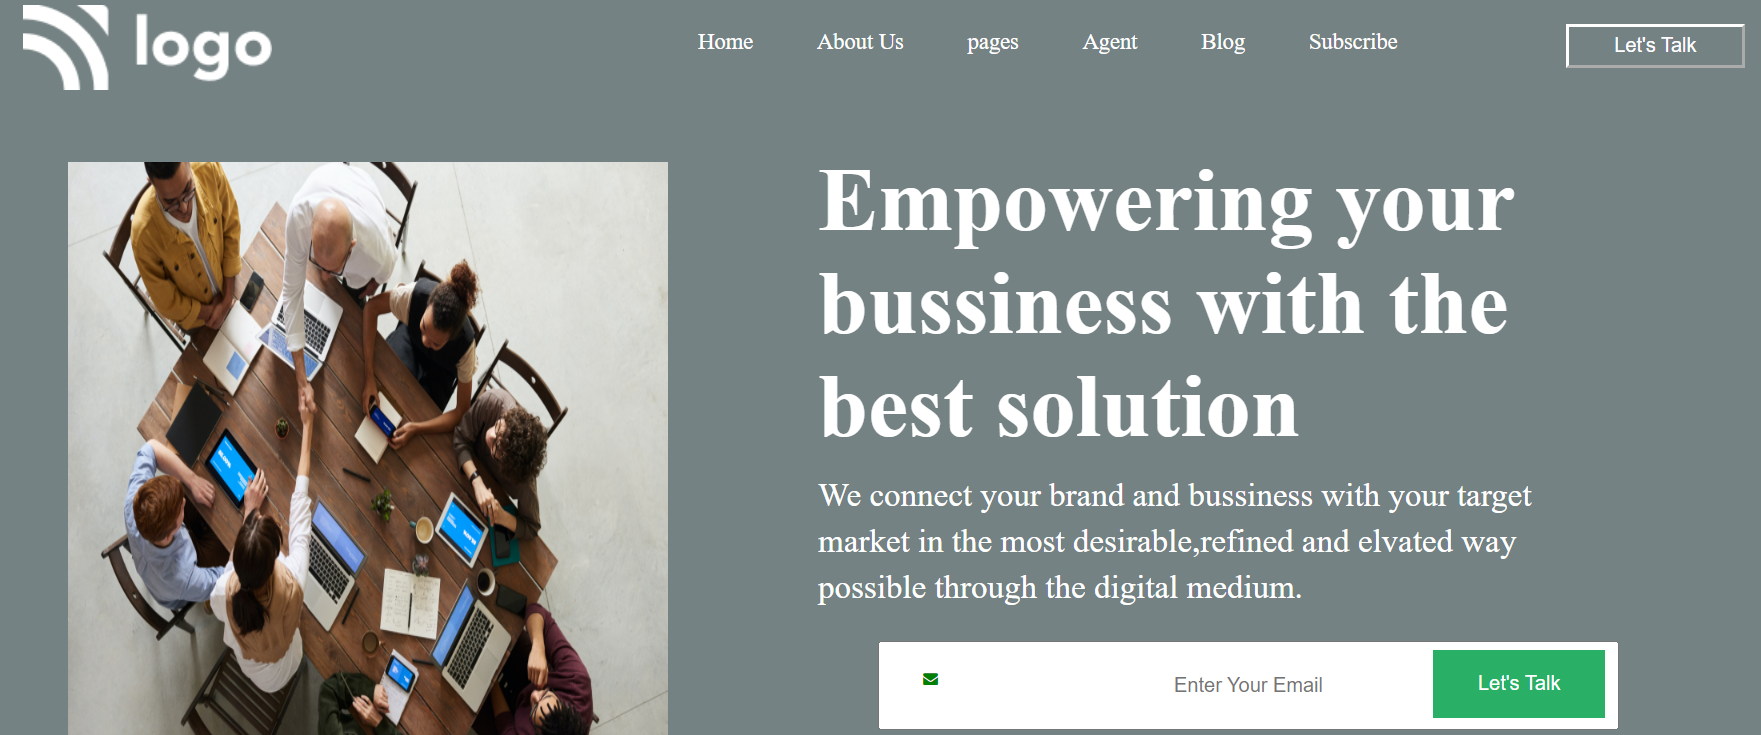 logo
Home About Us pages Agent Blog Subscribe Let's Talk
Empowering your
bussiness with the
best solution
We connect your brand and bussiness with your target
market in the most desirable,refined and elvated way
possible through the digital medium.
Enter Your Email Let's Talk